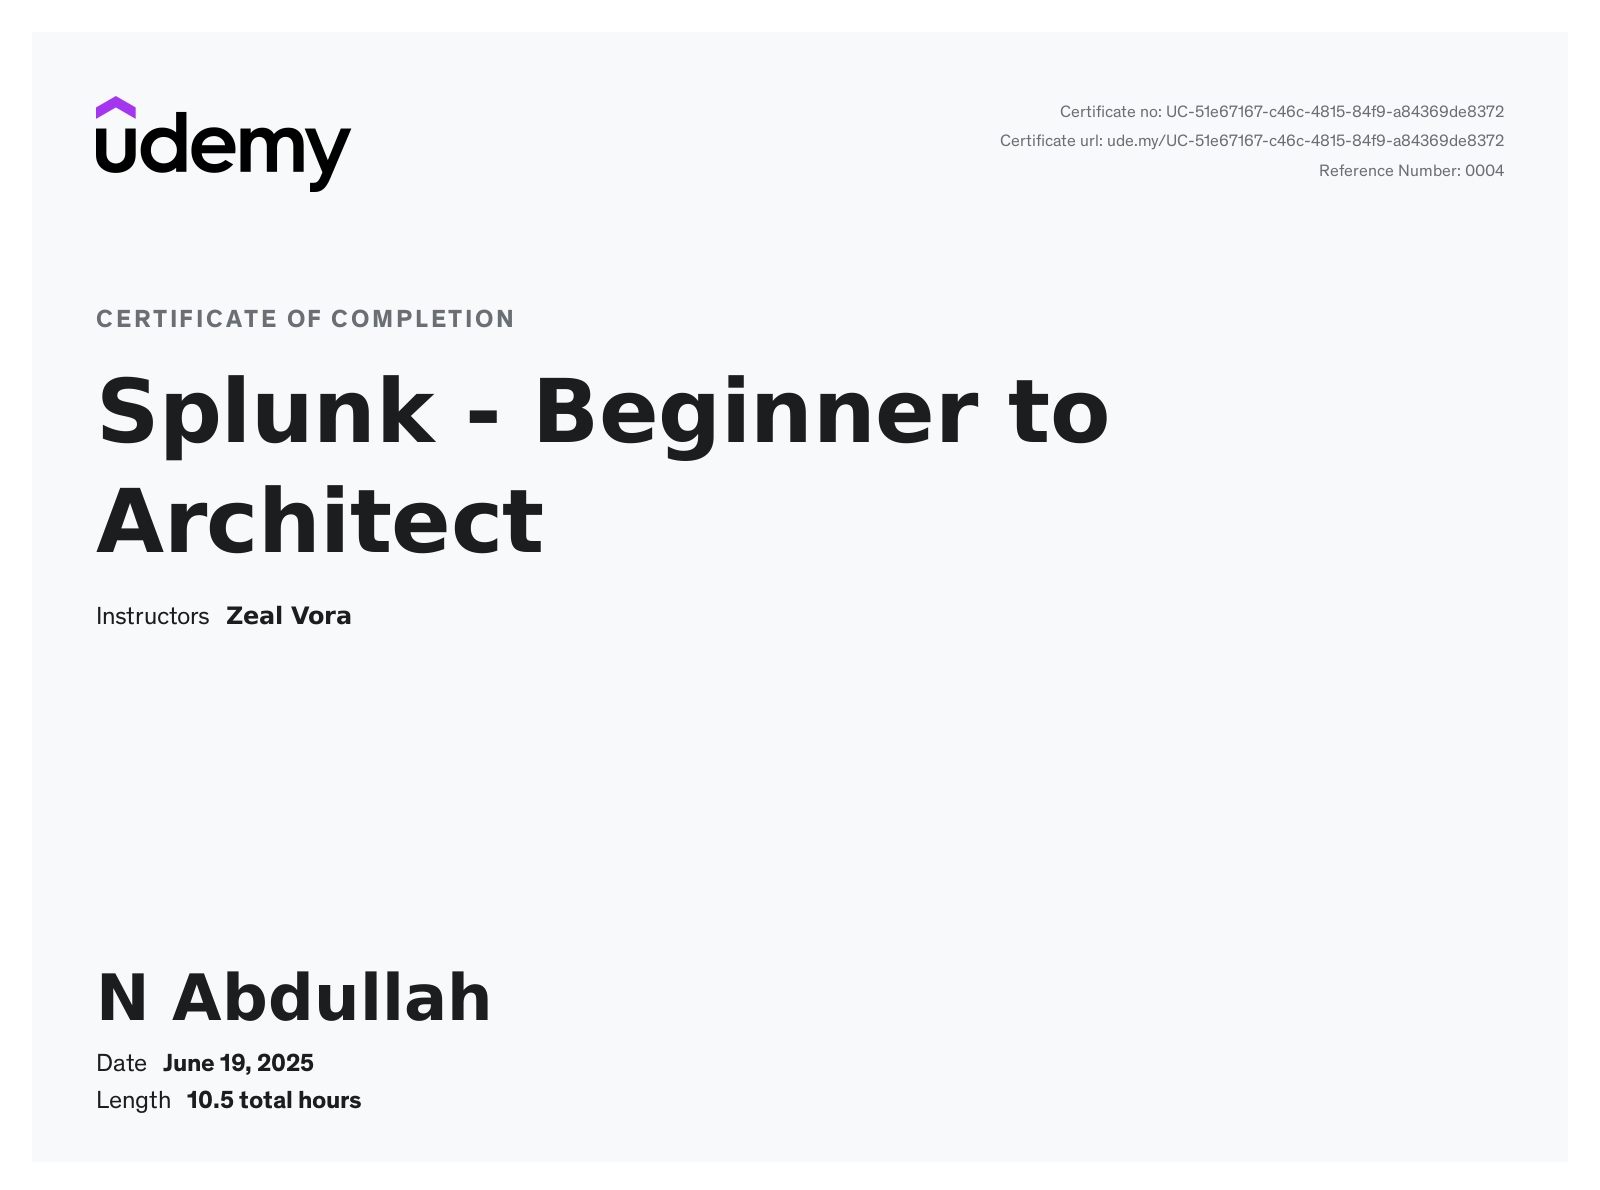 udemy
Certificate no: UC-51e67167-c46c-4815-84f9-a84369de8372
Certificate url: ude.my/UC-51e67167-c46c-4815-84f9-a84369de8372
Reference Number: 0004
CERTIFICATE OF COMPLETION
Splunk - Beginner to
Architect
Instructors Zeal Vora
N Abdullah
Date June 19, 2025
Length 10.5 total hours